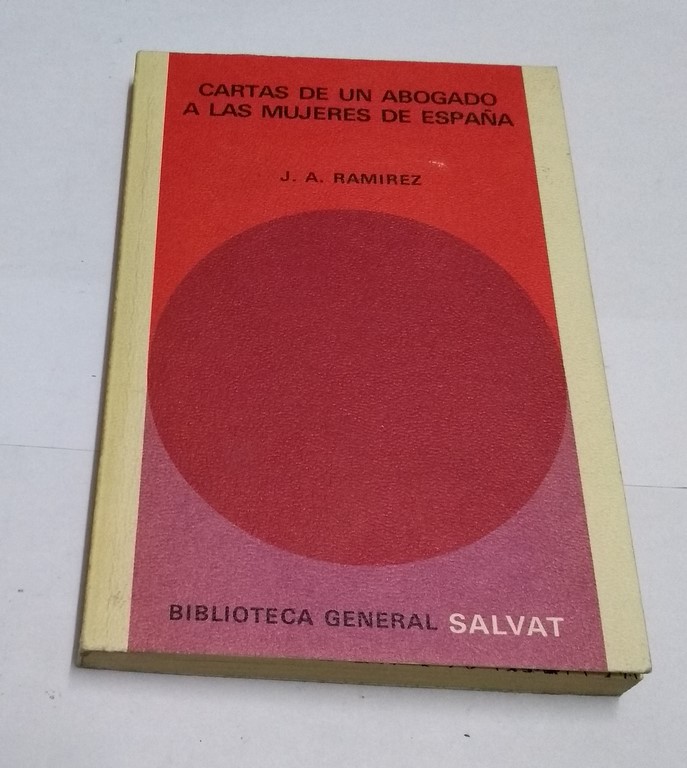 CARTAS DE UN ABOGADO
A LAS MUJERES DE ESPAÑA
J. A. RAMIREZ
BIBLIOTECA GENERAL SALVAT